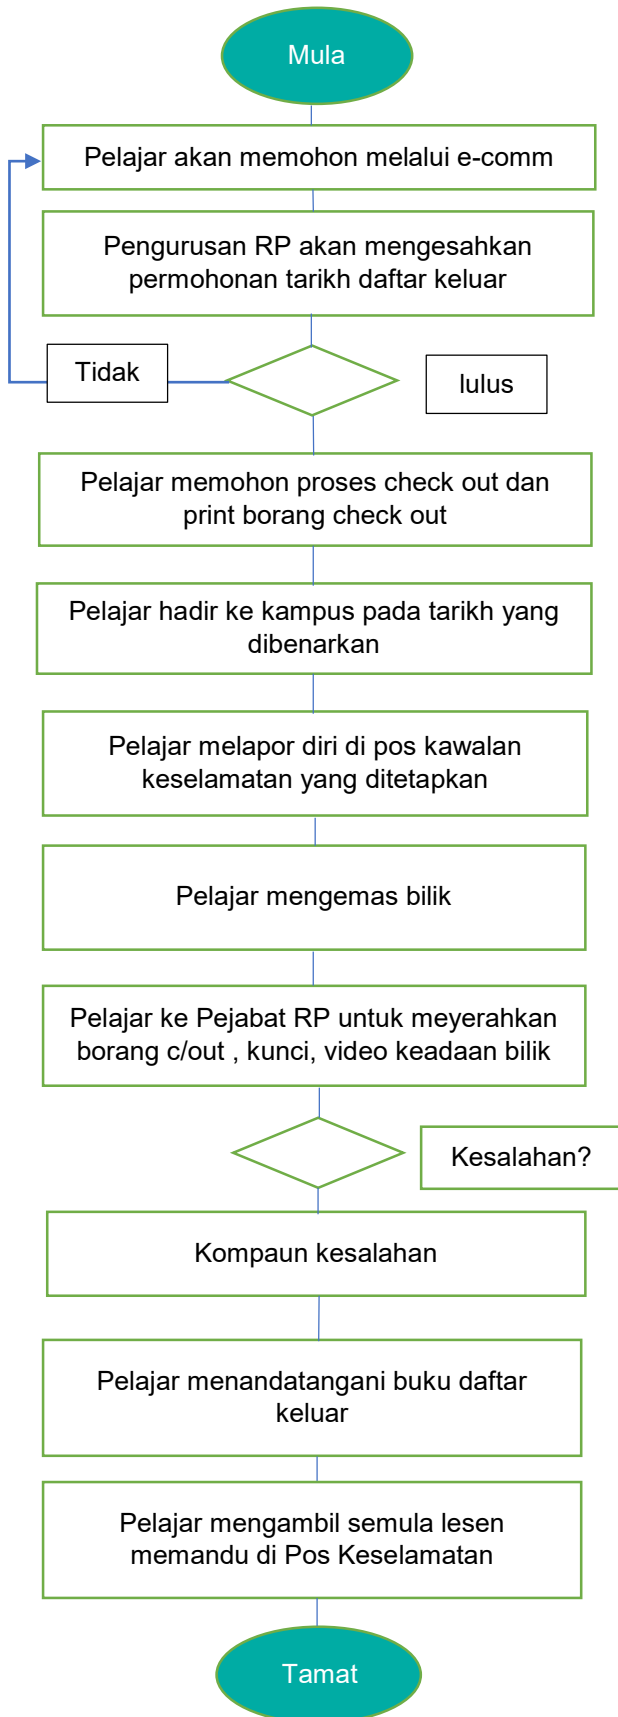 Mula
Pelajar akan memohon melalui e-comm
Pengurusan RP akan mengesahkan
permohonan tarikh daftar keluar
Tidak
lulus
Pelajar memohon proses check out dan
print borang check out
Pelajar hadir ke kampus pada tarikh yang
dibenarkan
Pelajar melapor diri di pos kawalan
keselamatan yang ditetapkan
Pelajar mengemas bilik
Pelajar ke Pejabat RP untuk meyerahkan
borang c/out , kunci, video keadaan bilik
Kesalahan?
Kompaun kesalahan
Pelajar menandatangani buku daftar
keluar
Pelajar mengambil semula lesen
memandu di Pos Keselamatan
Tamat